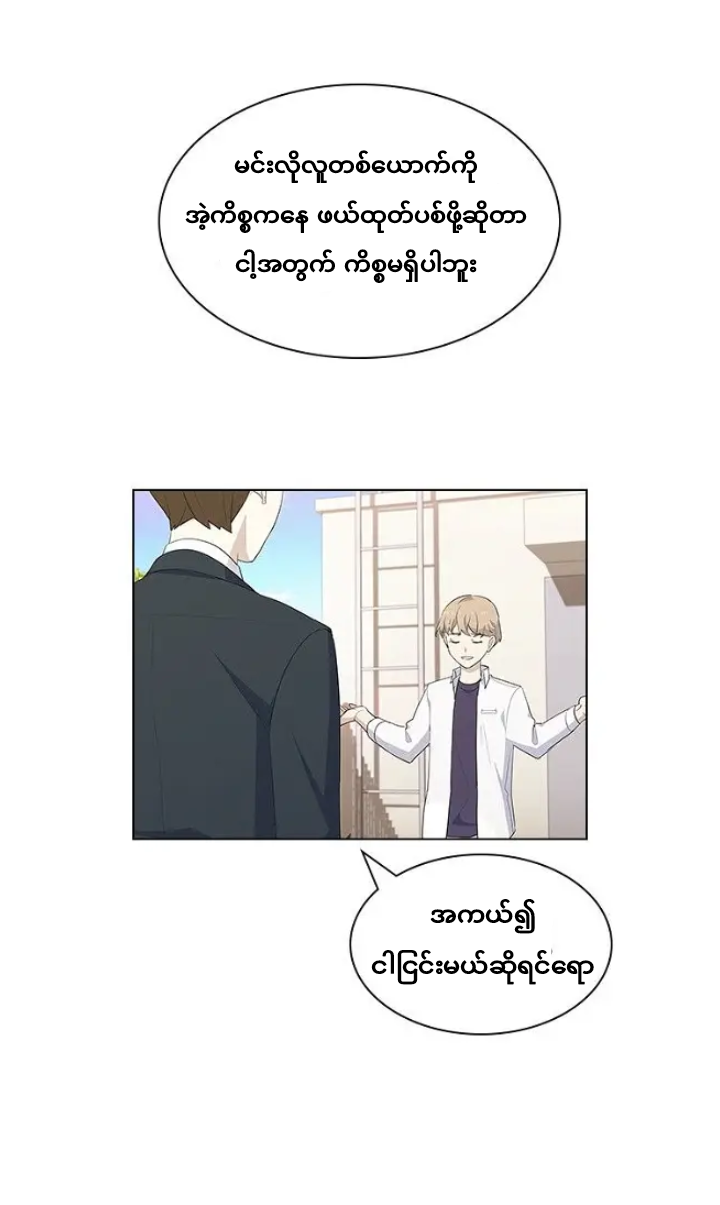 မင်းလိုလူတစ်ယောက်ကို
အဲ့ကိစ္စကနေ ဖယ်ထုတ်ပစ်ဖို့ဆိုတာ
ငါ့အတွက် ကိစ္စမရှိပါဘူး
အကယ်၍
ငါငြင်းမယ်ဆိုရင်ရော